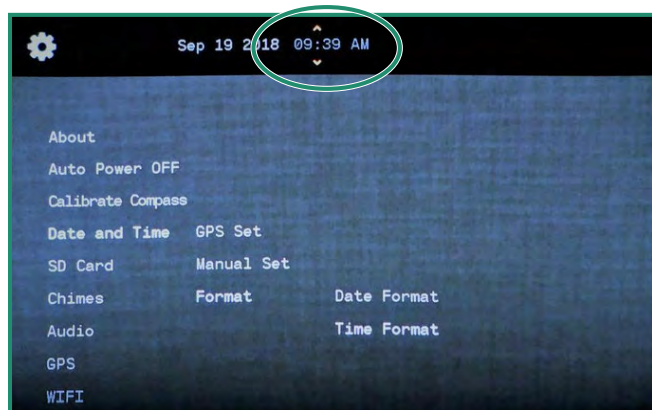 Sep 19 2018 09:39 AM
About
Auto Power OFF
Calibrate Compass
Date and Time GPS Set
SD Card Manual Set
Chimes Format Date Format
Audio Time Format
GPS
WIFI